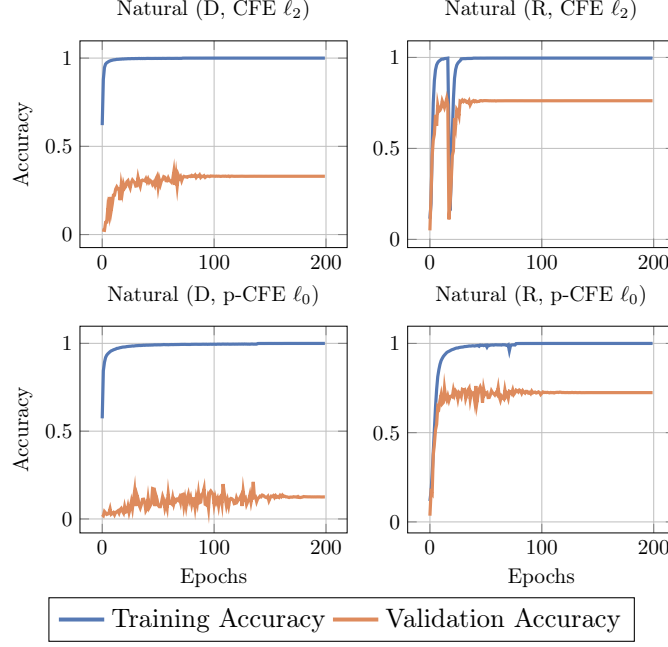 Natural (D, CFE ℓ2)
Natural (R, CFE ℓ2)
Accuracy
1
0.5
0
0
100
200
1
0.5
0
0
100
200
Natural (D, p-CFE ℓ0)
Natural (R, p-CFE ℓ0)
Accuracy
1
0.5
0
0
100
200
Epochs
1
0.5
0
0
100
200
Epochs
Training Accuracy
Validation Accuracy